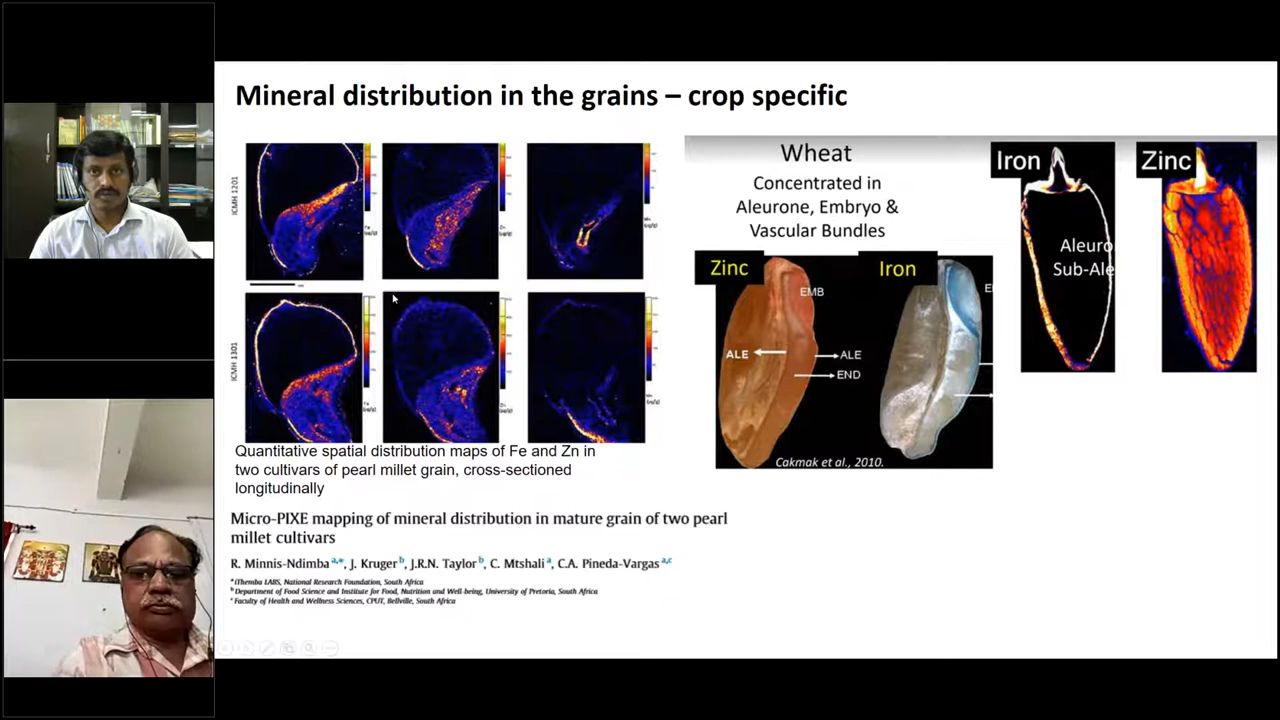 Mineral distribution in the grains – crop specific
ICMH 1201
ICMH 1301
Quantitative spatial distribution maps of Fe and Zn in
two cultivars of pearl millet grain, cross-sectioned
longitudinally
Micro-PIXE mapping of mineral distribution in mature grain of two pearl
millet cultivars
R. Minnis-Ndimba a,*, J. Kruger b, J.R.N. Taylor b, C. Mtshali a, C.A. Pineda-Vargas a,c
a iThemba LABS, National Research Foundation, South Africa
b Department of Food Science and Institute for Food, Nutrition and Well-being, University of Pretoria, South Africa
c Faculty of Health and Wellness Sciences, CPUT, Bellville, South Africa
Wheat
Concentrated in
Aleurone, Embryo &
Vascular Bundles
Zinc
EMB
ALE
ALE
END
Iron
Cakmak et al., 2010.
Iron
Aleuro
Sub-Ale
Zinc